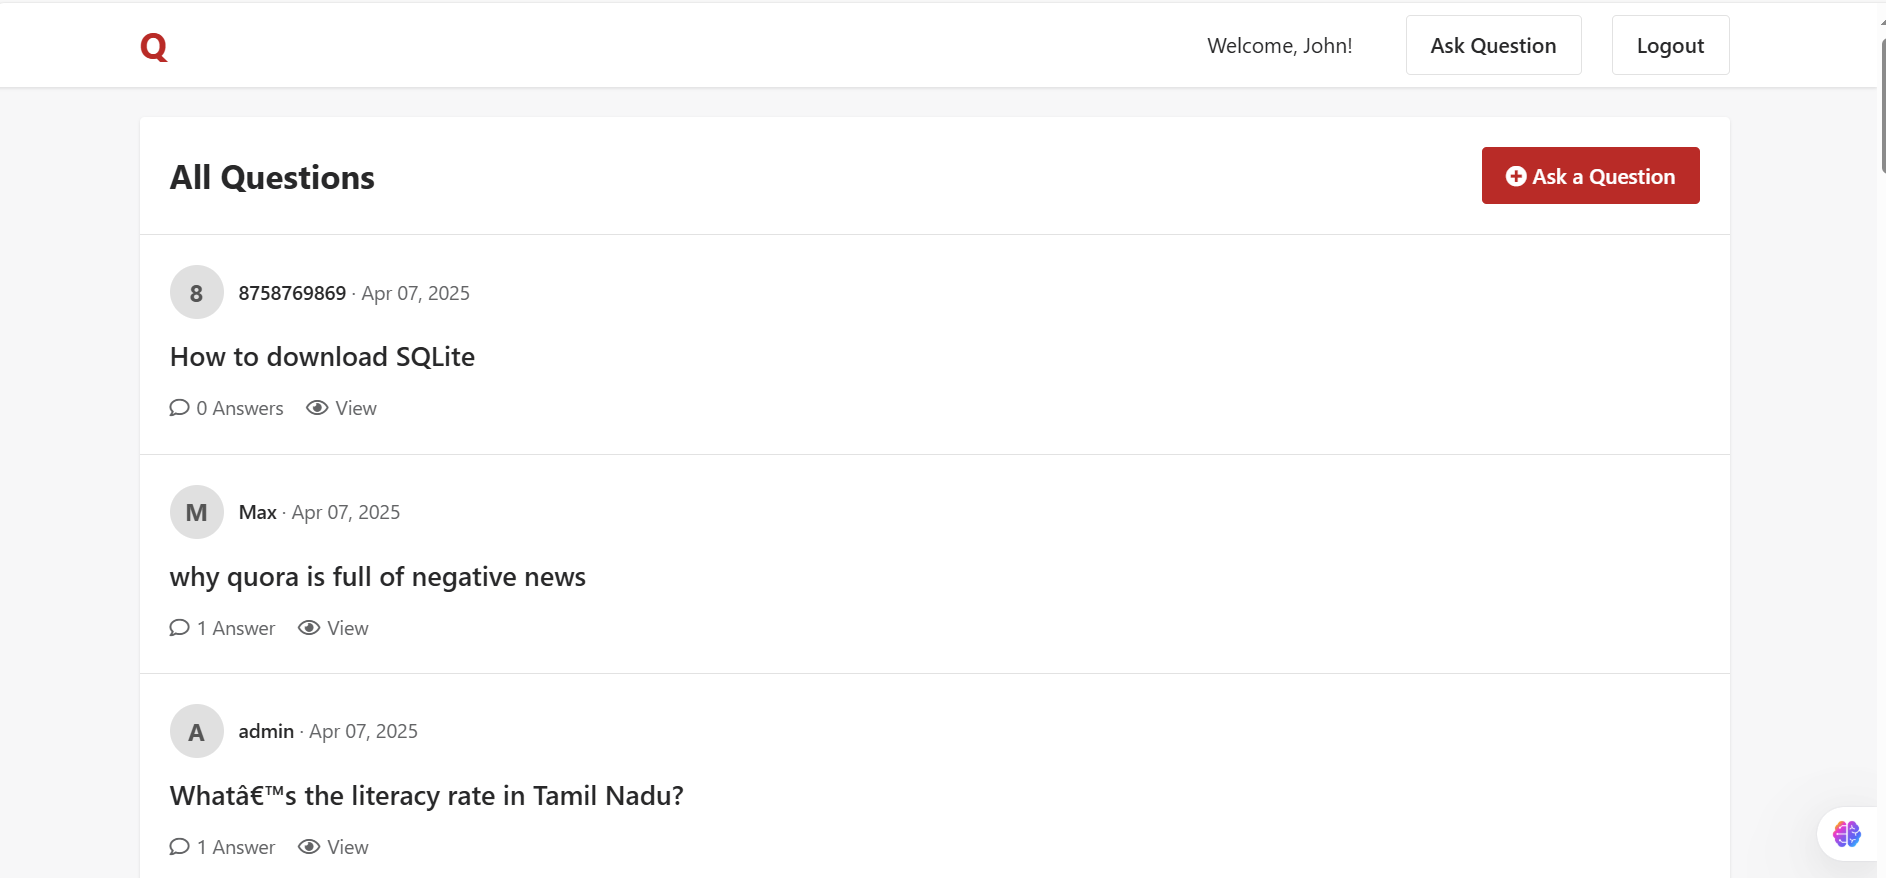 Q
Welcome, John!
Ask Question
Logout
All Questions
Ask a Question
8
8758769869 · Apr 07, 2025
How to download SQLite
0 Answers
View
M
Max · Apr 07, 2025
why quora is full of negative news
1 Answer
View
A
admin · Apr 07, 2025
Whatâ€™s the literacy rate in Tamil Nadu?
1 Answer
View